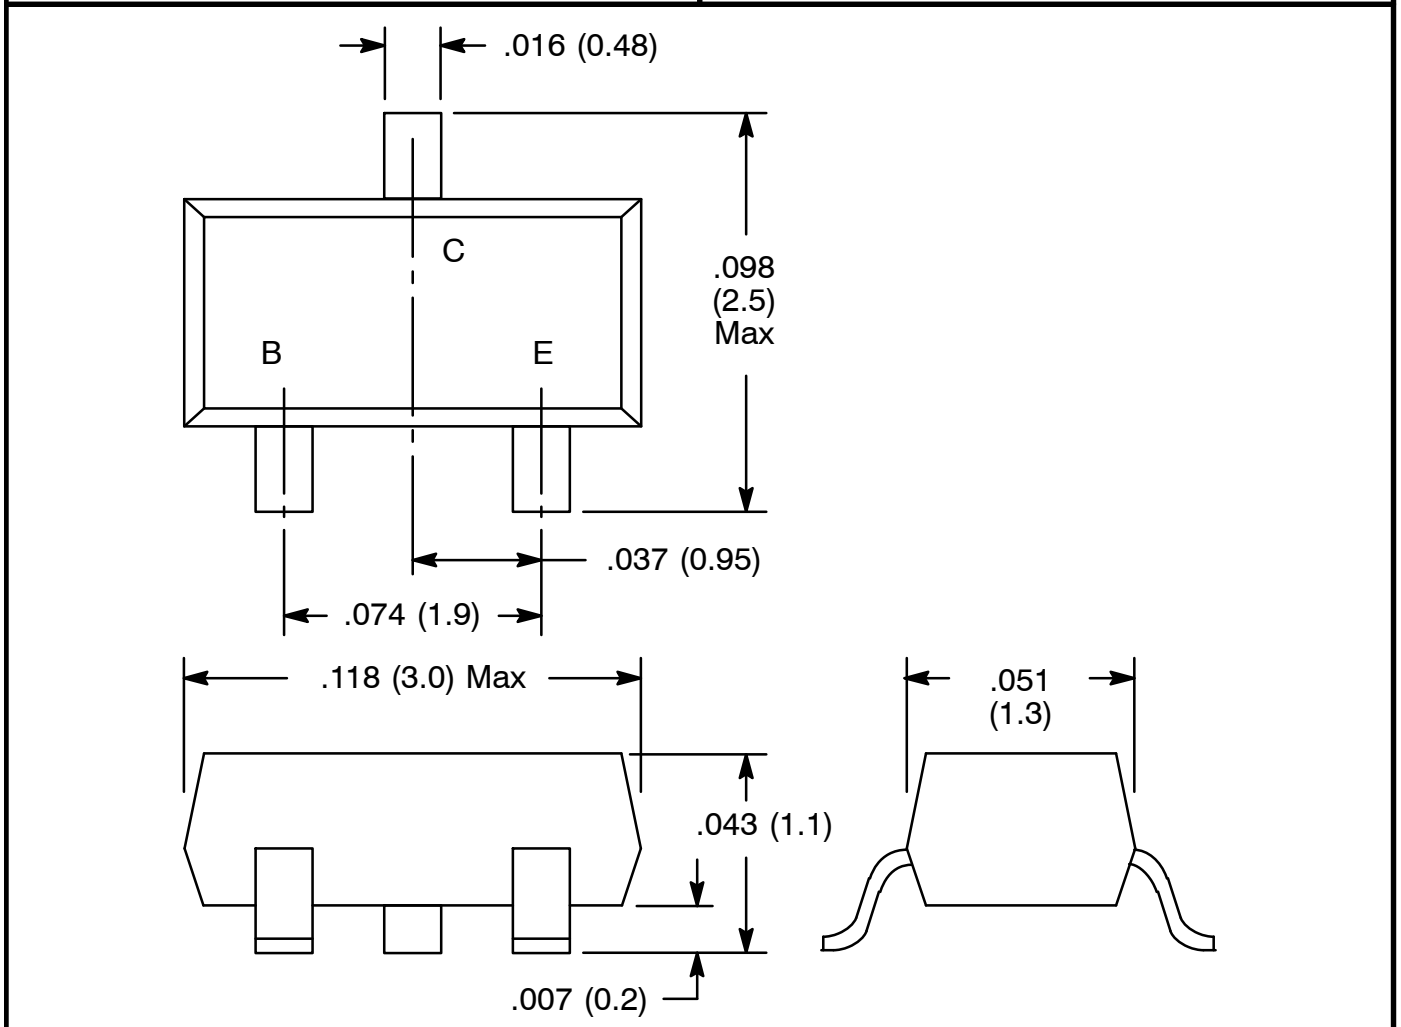 .016 (0.48)
C
.098
(2.5)
Max
B
E
.037 (0.95)
.074 (1.9)
.118 (3.0) Max
.051
(1.3)
.043 (1.1)
.007 (0.2)